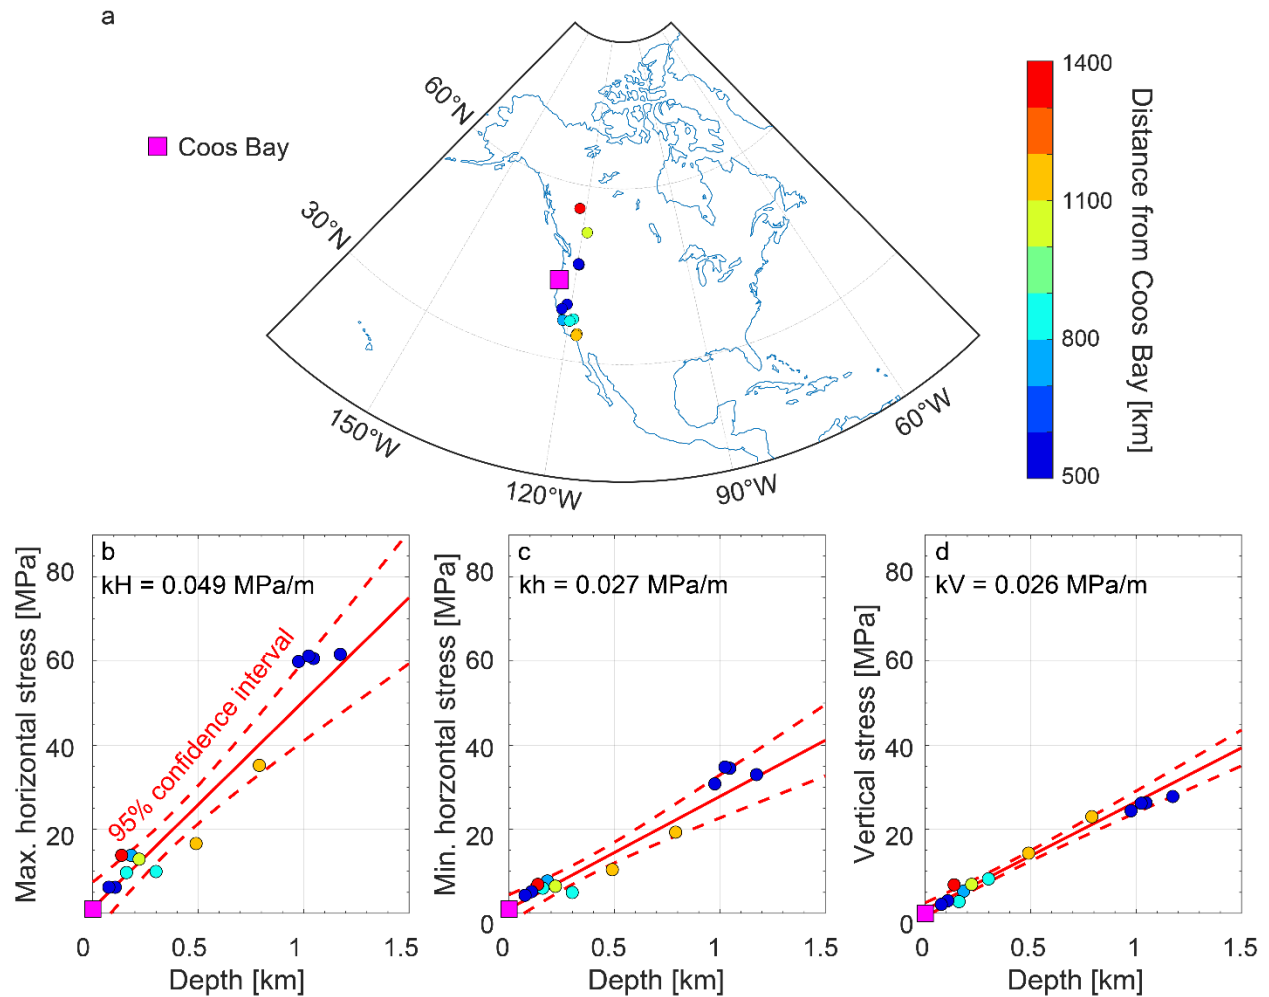 a
Coos Bay
60°N
30°N
150°W
120°W
90°W
60°W
1400
1100
800
500
Distance from Coos Bay [km]
b
kH = 0.049 MPa/m
95% confidence interval
Max. horizontal stress [MPa]
80
60
40
20
0
0.5
1
1.5
Depth [km]
c
kh = 0.027 MPa/m
Min. horzontal stress [MPa]
80
60
40
20
0
0
0.5
1
1.5
Depth [km]
d
kV = 0.026 MPa/m
Vertical stress [MPa]
80
60
40
20
0
0
0.5
1
1.5
Depth [km]